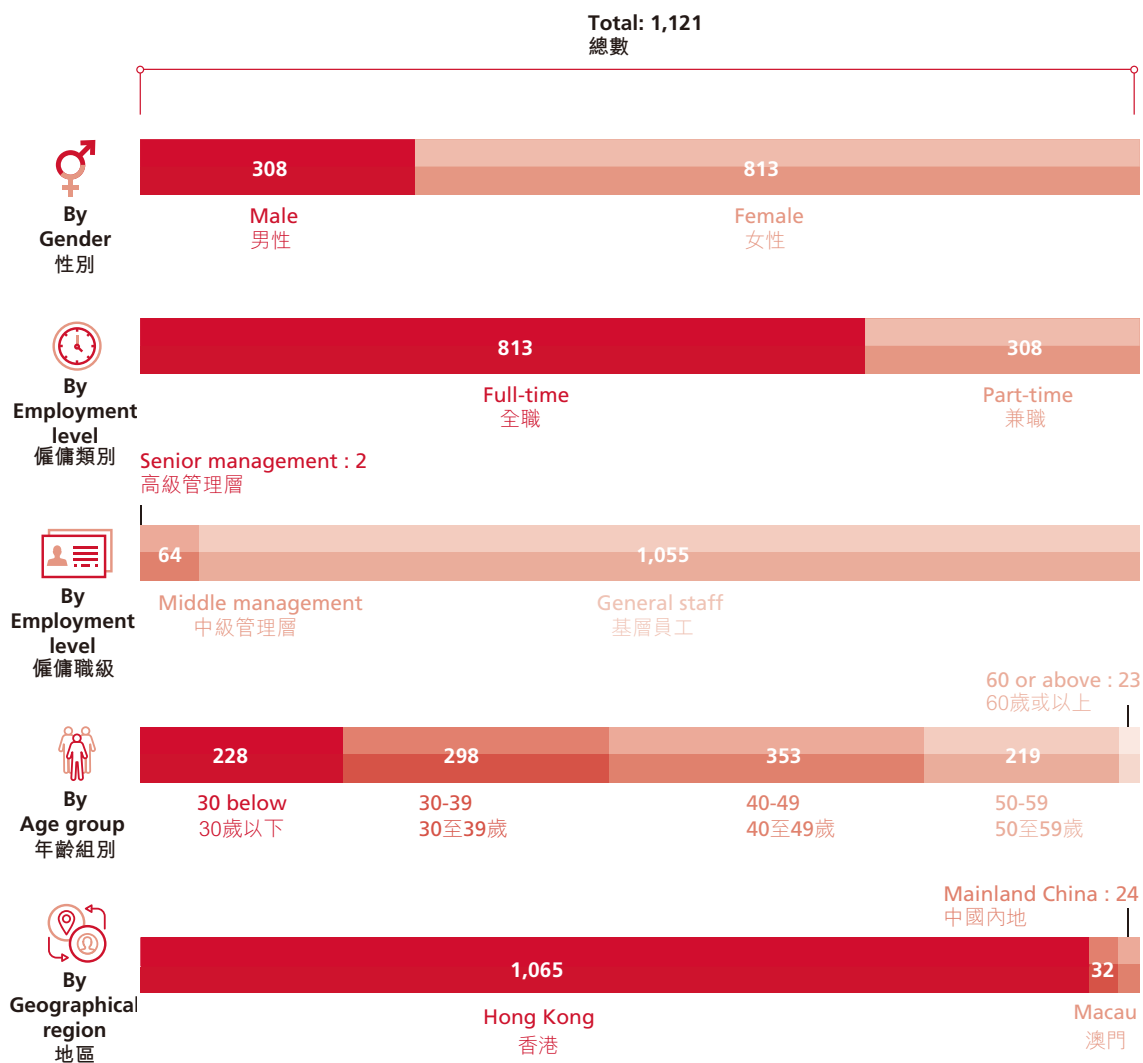 Total: 1,121
總數
308
813
Male
男性
Female
女性
By
Gender
性別
813
308
Full-time
全職
Part-time
兼職
By
Employment
level
僱傭類別
Senior management : 2
高級管理層
64
1,055
Middle management
中級管理層
General staff
基層員工
By
Employment
level
僱傭職級
60 or above : 23
60歲或以上
228
298
353
219
30 below
30歲以下
30-39
30至39歲
40-49
40至49歲
50-59
50至59歲
By
Age group
年齡組別
Mainland China : 24
中國內地
1,065
32
Hong Kong
香港
Macau
澳門
By
Geographical
region
地區